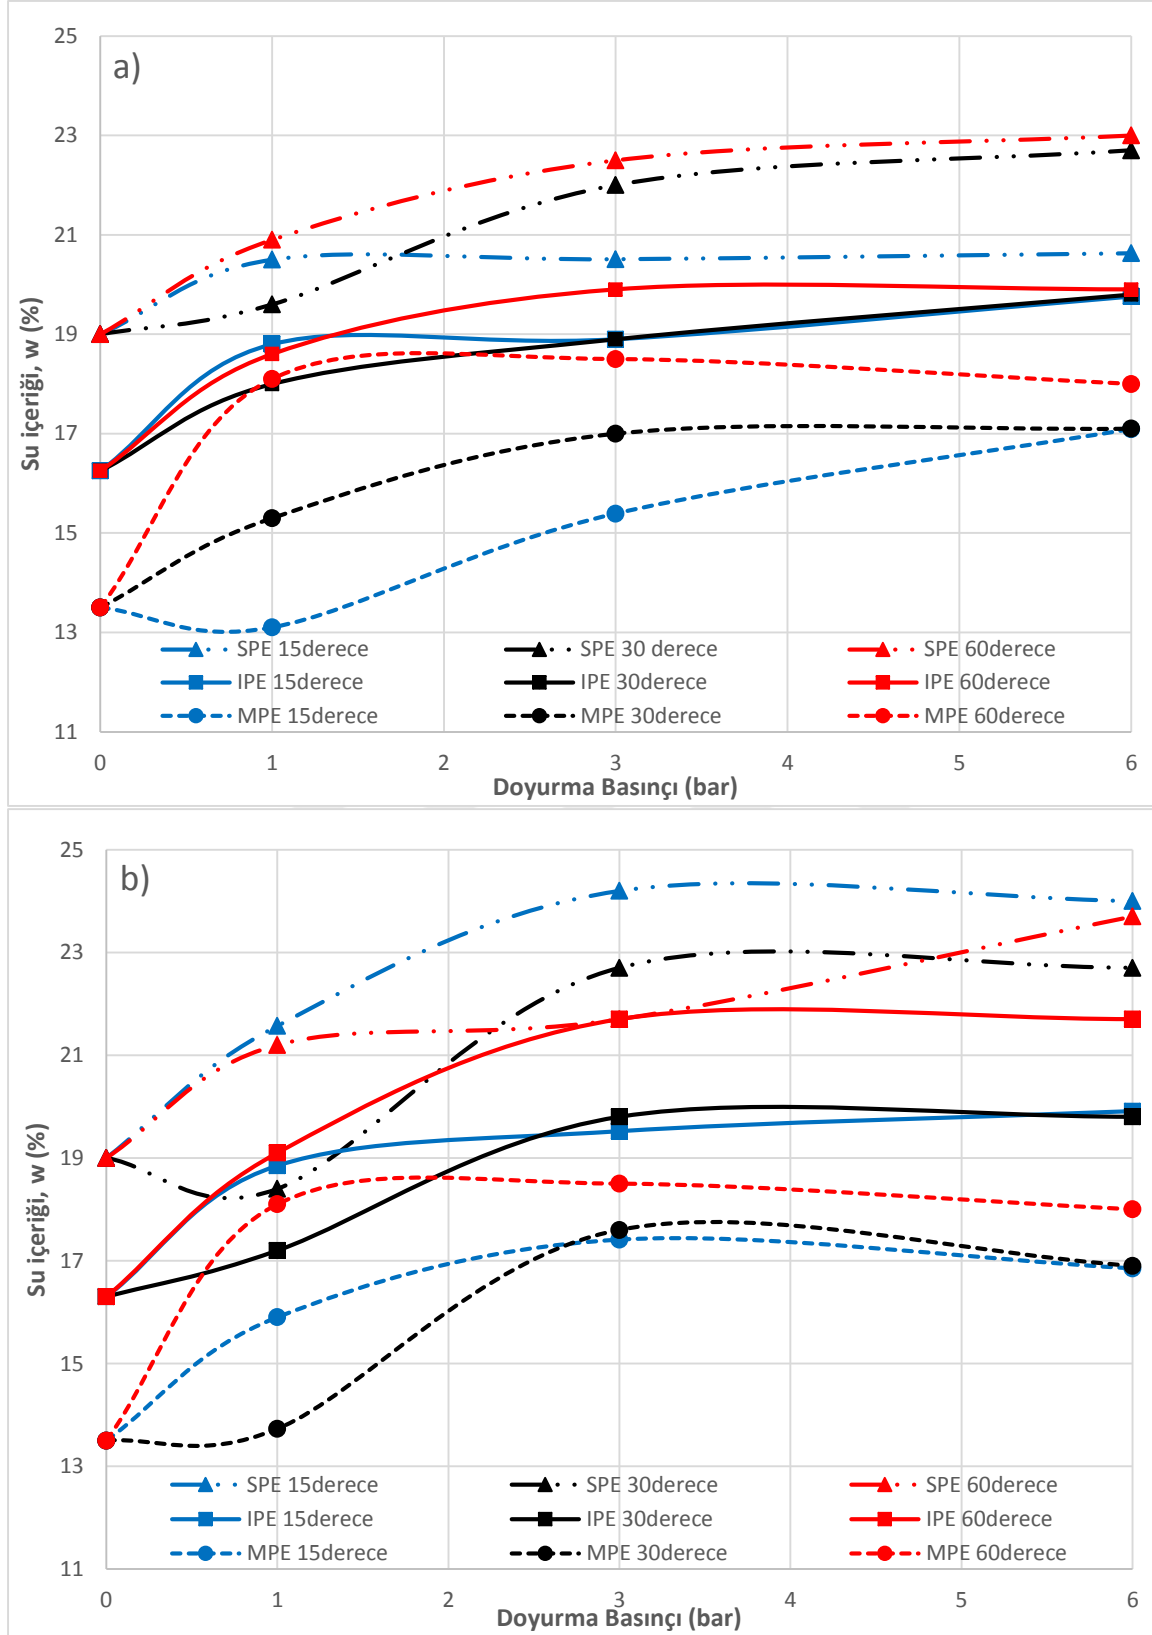 a)
25
23
21
19
17
15
13
11
Su içeriği, w (%)
SPE 15derece SPE 30 derece SPE 60derece
IPE 15derece IPE 30derece IPE 60derece
MPE 15derece MPE 30derece MPE 60derece
0 1 2 3 4 5 6
Doyurma Basınçı (bar)
b)
25
23
21
19
17
15
13
11
Su içeriği, w (%)
SPE 15derece SPE 30derece SPE 60derece
IPE 15derece IPE 30derece IPE 60derece
MPE 15derece MPE 30derece MPE 60derece
0 1 2 3 4 5 6
Doyurma Basınçı (bar)